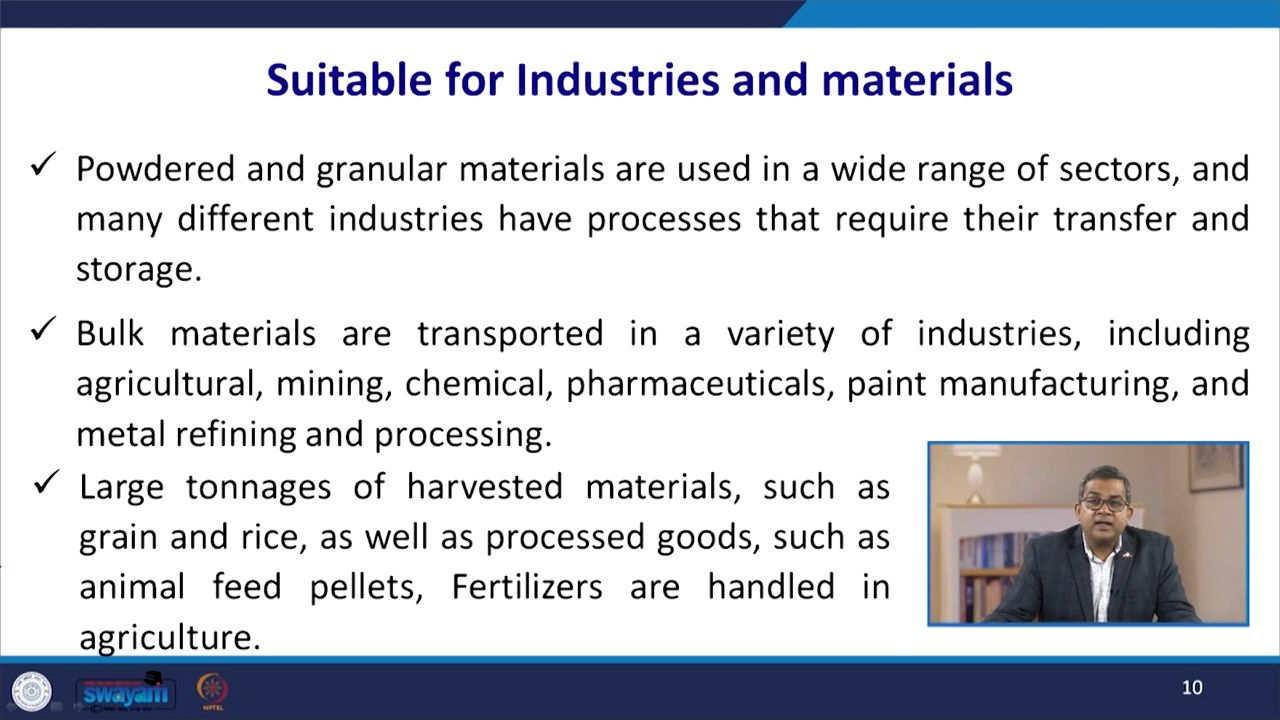 Suitable for Industries and materials
✓ Powdered and granular materials are used in a wide range of sectors, and
many different industries have processes that require their transfer and
storage.
✓ Bulk materials are transported in a variety of industries, including
agricultural, mining, chemical, pharmaceuticals, paint manufacturing, and
metal refining and processing.
✓ Large tonnages of harvested materials, such as
grain and rice, as well as processed goods, such as
animal feed pellets, Fertilizers are handled in
agriculture.
swayam
NPTEL
10